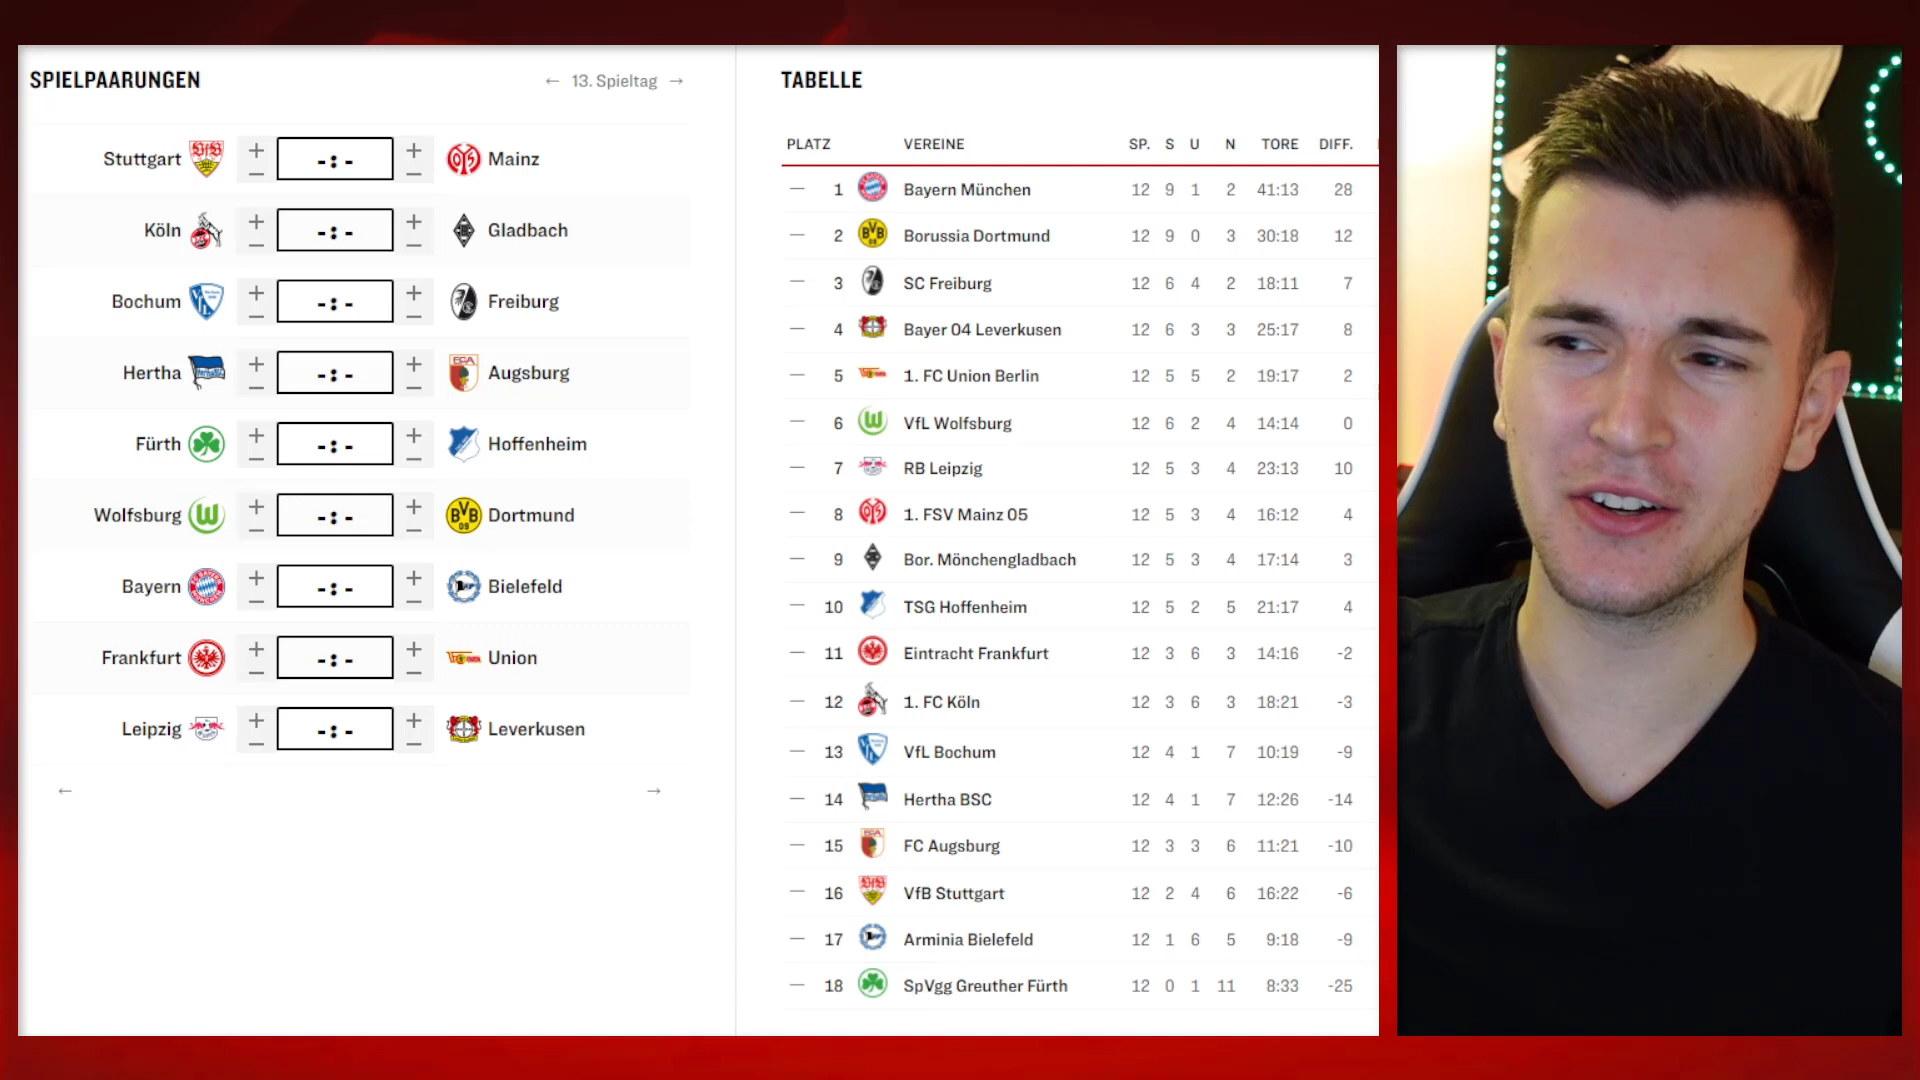 SPIELPAARUNGEN
← 13. Spieltag →
Stuttgart + - : - + Mainz
Köln + - : - + Gladbach
Bochum + - : - + Freiburg
Hertha + - : - + Augsburg
Fürth + - : - + Hoffenheim
Wolfsburg + - : - + Dortmund
Bayern + - : - + Bielefeld
Frankfurt + - : - + Union
Leipzig + - : - + Leverkusen
← →
TABELLE
PLATZ VEREINE SP. S U N TORE DIFF.
— 1 Bayern München 12 9 1 2 41:13 28
— 2 Borussia Dortmund 12 9 0 3 30:18 12
— 3 SC Freiburg 12 6 4 2 18:11 7
— 4 Bayer 04 Leverkusen 12 6 3 3 25:17 8
— 5 1. FC Union Berlin 12 5 5 2 19:17 2
— 6 VfL Wolfsburg 12 6 2 4 14:14 0
— 7 RB Leipzig 12 5 3 4 23:13 10
— 8 1. FSV Mainz 05 12 5 3 4 16:12 4
— 9 Bor. Mönchengladbach 12 5 3 4 17:14 3
— 10 TSG Hoffenheim 12 5 2 5 21:17 4
— 11 Eintracht Frankfurt 12 3 6 3 14:16 -2
— 12 1. FC Köln 12 3 6 3 18:21 -3
— 13 VfL Bochum 12 4 1 7 10:19 -9
— 14 Hertha BSC 12 4 1 7 12:26 -14
— 15 FC Augsburg 12 3 3 6 11:21 -10
— 16 VfB Stuttgart 12 2 4 6 16:22 -6
— 17 Arminia Bielefeld 12 1 6 5 9:18 -9
— 18 SpVgg Greuther Fürth 12 0 1 11 8:33 -25